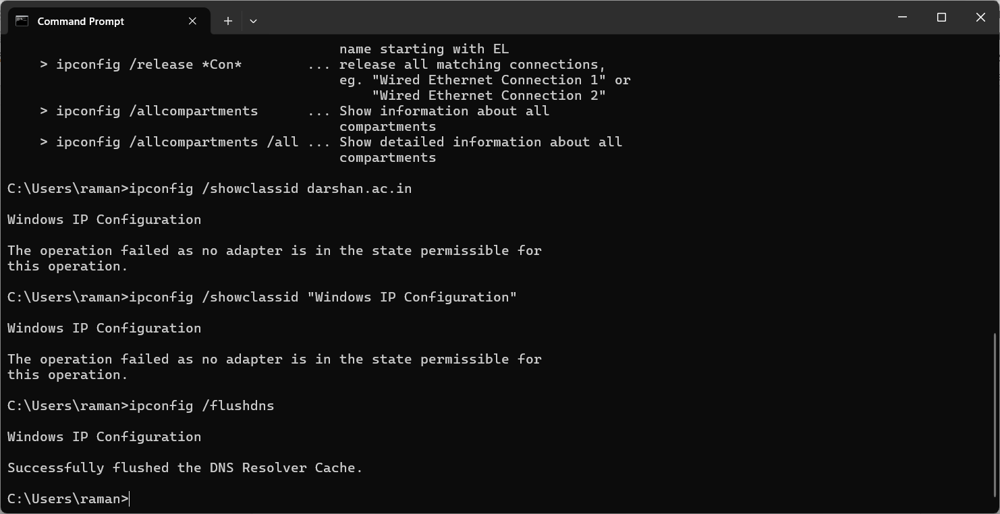 Command Prompt
name starting with EL
> ipconfig /release *Con* ... release all matching connections,
eg. "Wired Ethernet Connection 1" or
"Wired Ethernet Connection 2"
> ipconfig /allcompartments ... Show information about all
compartments
> ipconfig /allcompartments /all ... Show detailed information about all
compartments
C:\Users\raman>ipconfig /showclassid darshan.ac.in
Windows IP Configuration
The operation failed as no adapter is in the state permissible for
this operation.
C:\Users\raman>ipconfig /showclassid "Windows IP Configuration"
Windows IP Configuration
The operation failed as no adapter is in the state permissible for
this operation.
C:\Users\raman>ipconfig /flushdns
Windows IP Configuration
Successfully flushed the DNS Resolver Cache.
C:\Users\raman>